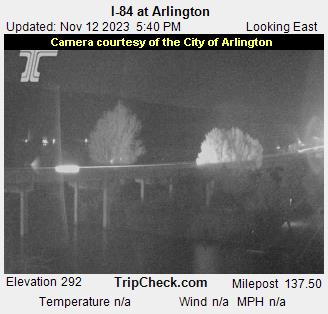 I-84 at Arlington
Updated: Nov 12 2023 5:40 PM Looking East
Camera courtesy of the City of Arlington
Elevation 292 TripCheck.com Milepost 137.50
Temperature n/a Wind n/a MPH n/a